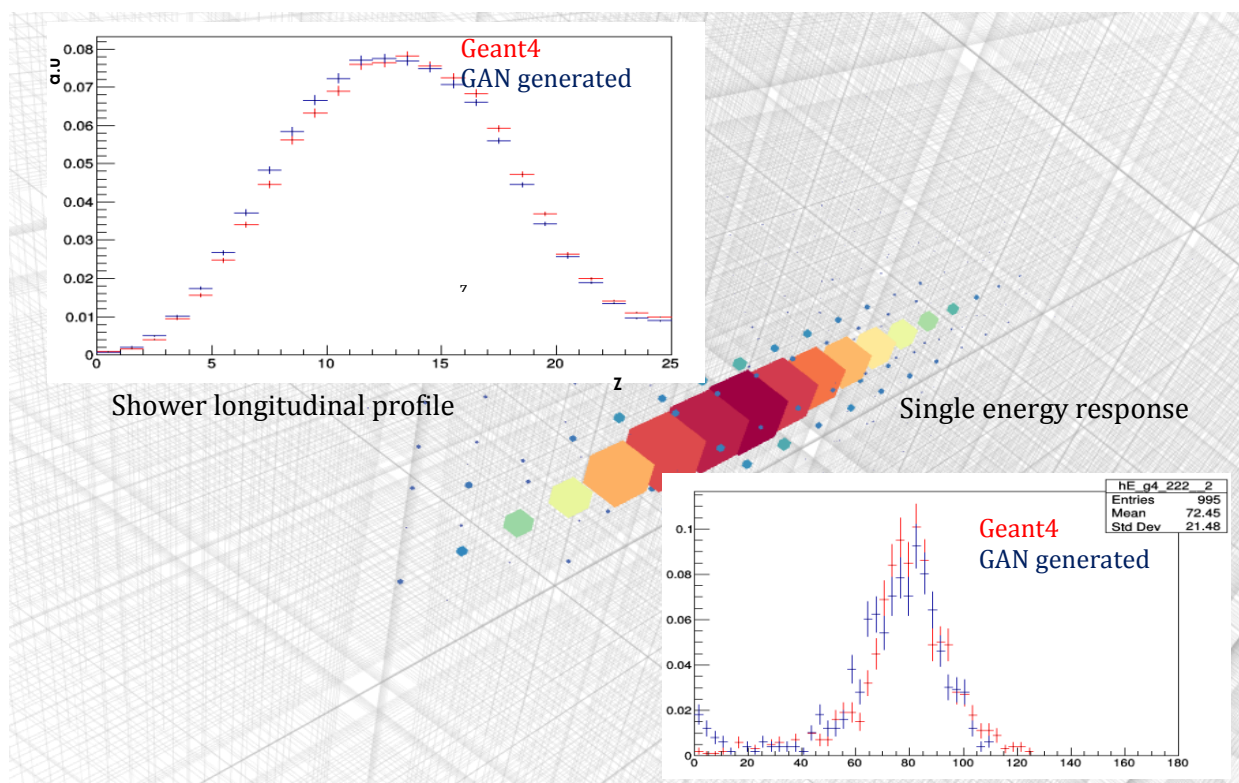 Geant4
GAN generated
a.u
0.08
0.07
0.06
0.05
0.04
0.03
0.02
0.01
0
0 5 10 15 20 25
z
z
Shower longitudinal profile
Single energy response
hE_g4_222__2
Entries 995
Mean 72.45
Std Dev 21.48
Geant4
GAN generated
0.1
0.08
0.06
0.04
0.02
0
0 20 40 60 80 100 120 140 160 180